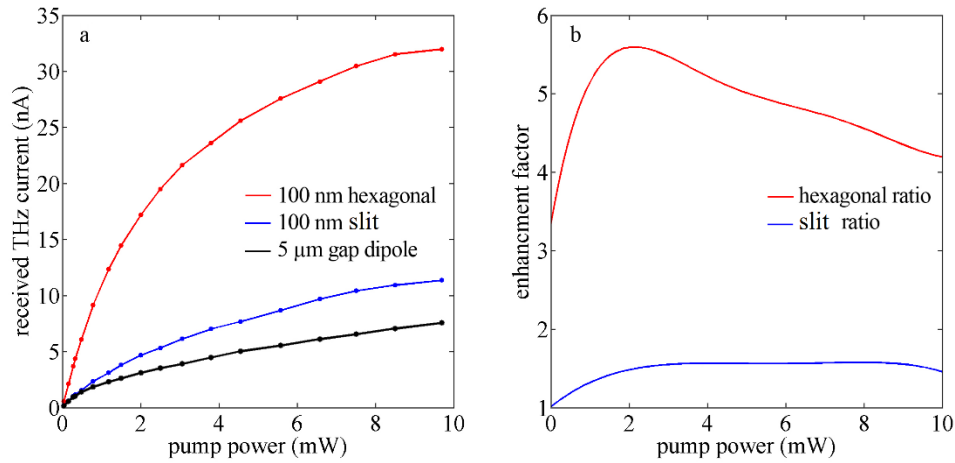 a
35
30
25
20
15
10
5
0
received THz current (nA)
100 nm hexagonal
100 nm slit
5 μm gap dipole
0 2 4 6 8 10
pump power (mW)
b
6
5
4
3
2
1
enhancment factor
hexagonal ratio
slit ratio
0 2 4 6 8 10
pump power (mW)